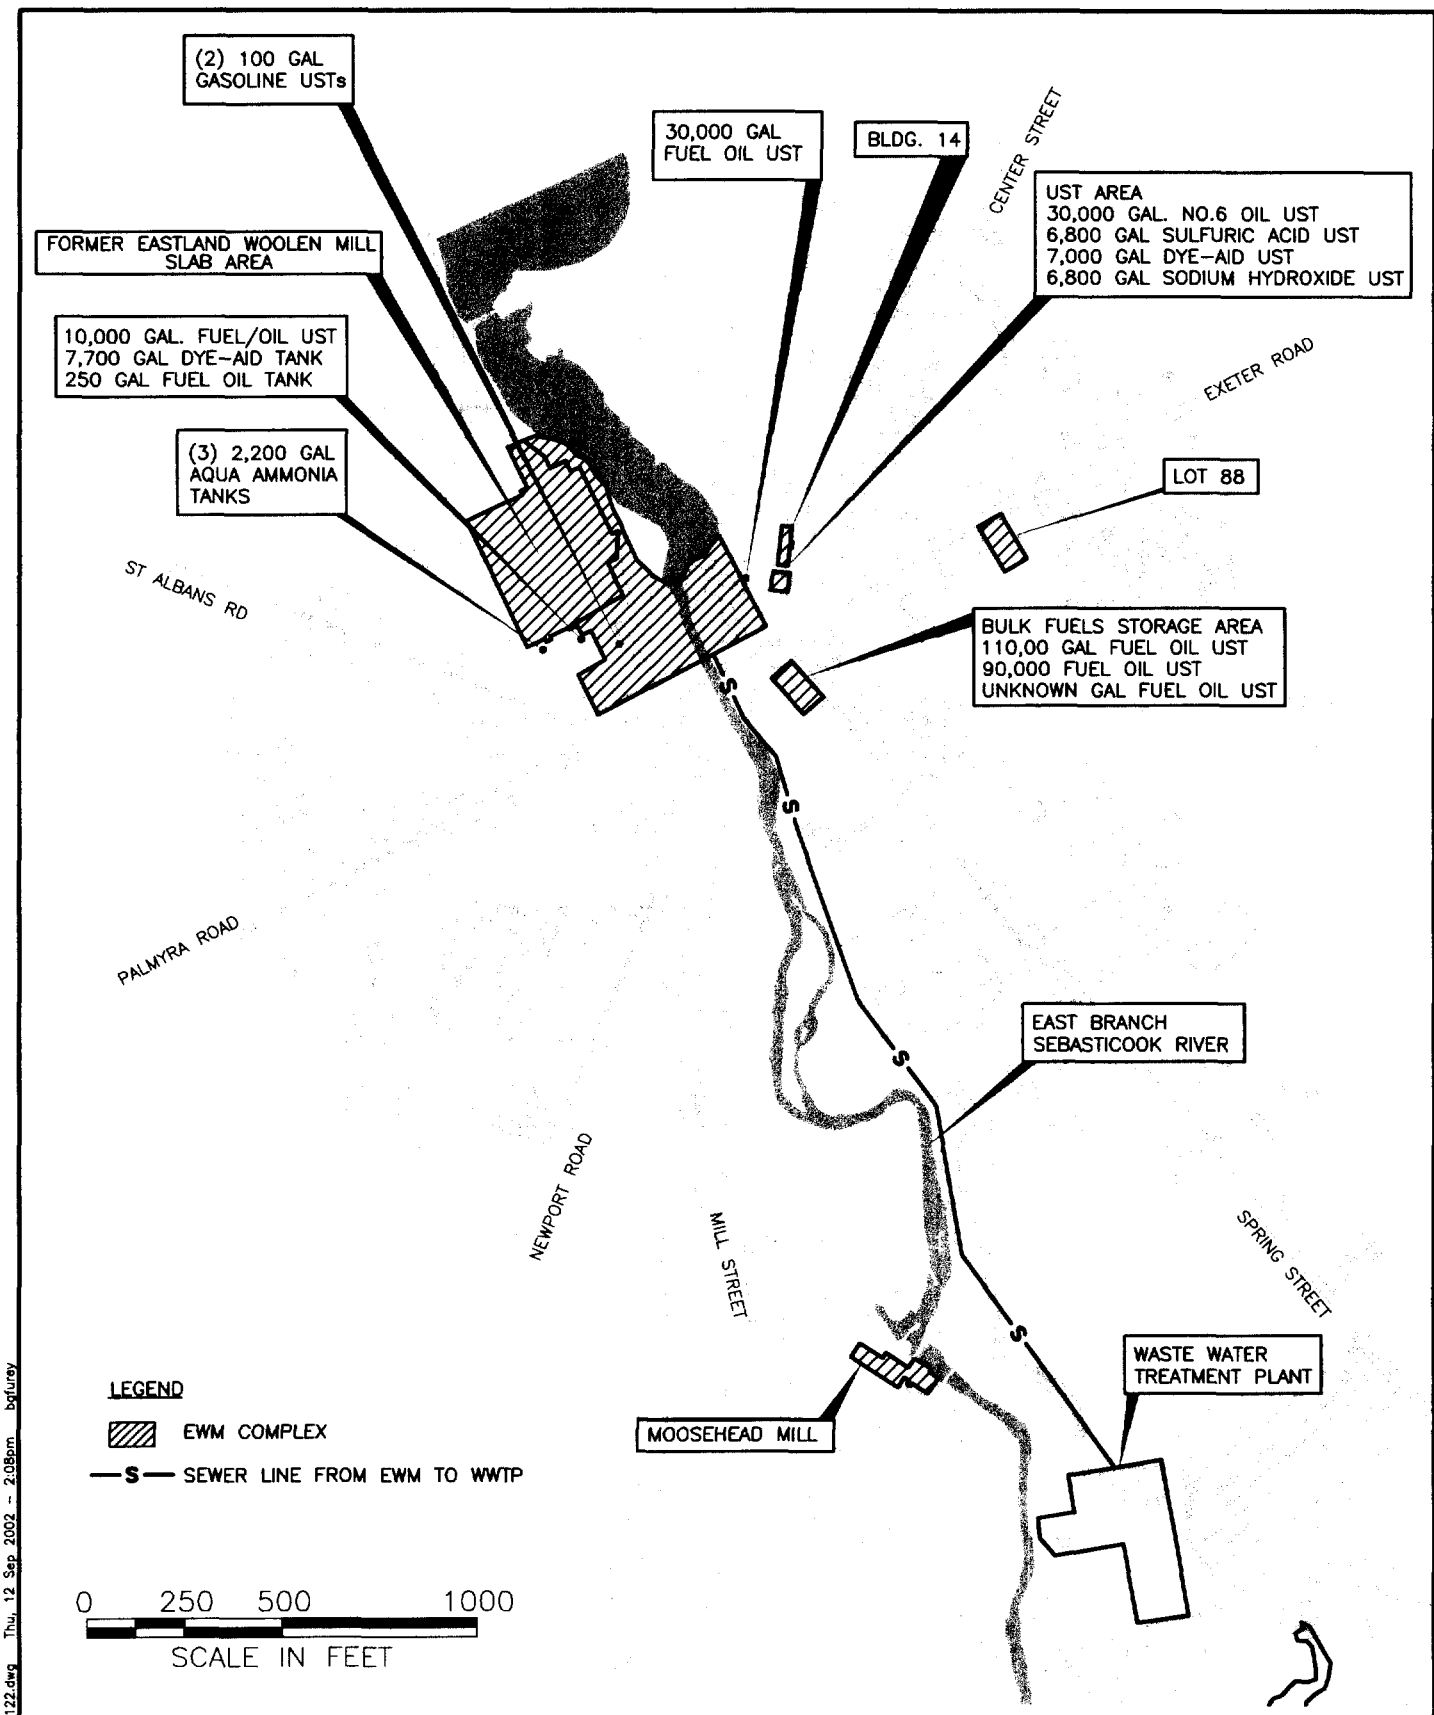 (2) 100 GAL
GASOLINE USTs
30,000 GAL
FUEL OIL UST
BLDG. 14
CENTER STREET
UST AREA
30,000 GAL. NO.6 OIL UST
6,800 GAL SULFURIC ACID UST
7,000 GAL DYE-AID UST
6,800 GAL SODIUM HYDROXIDE UST
FORMER EASTLAND WOOLEN MILL
SLAB AREA
10,000 GAL. FUEL/OIL UST
7,700 GAL DYE-AID TANK
250 GAL FUEL OIL TANK
EXETER ROAD
(3) 2,200 GAL
AQUA AMMONIA
TANKS
LOT 88
ST ALBANS RD
BULK FUELS STORAGE AREA
110,00 GAL FUEL OIL UST
90,000 FUEL OIL UST
UNKNOWN GAL FUEL OIL UST
S
S
PALMYRA ROAD
EAST BRANCH
SEBASTICOOK RIVER
S
NEWPORT ROAD
MILL STREET
SPRING STREET
S
WASTE WATER
TREATMENT PLANT
MOOSEHEAD MILL
LEGEND
EWM COMPLEX
S SEWER LINE FROM EWM TO WWTP
0 250 500 1000
SCALE IN FEET
122.dwg Thu, 12 Sep 2002 - 2:08pm bgfurey